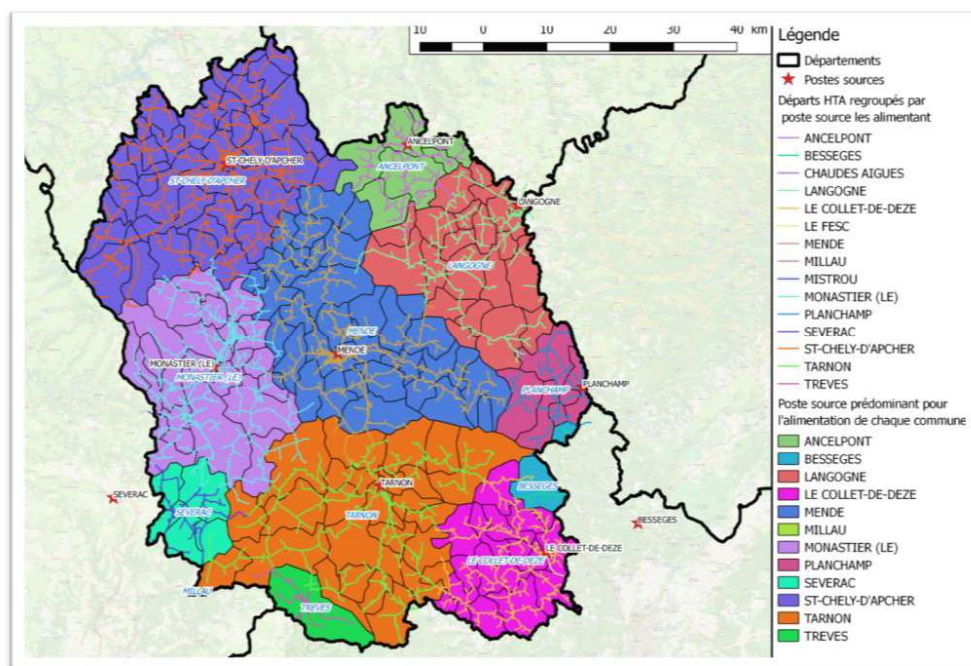 10 0 10 20 30 40 km
ANCELPONT
ANCELPONT
ST-CHELY-D'APCHER
ST-CHELY-D'APCHER
LANGOGNE
LANGOGNE
MENDE
MENDE
MONASTIER (LE)
MONASTIER (LE)
PLANCHAMP
PLANCHAMP
TARNON
SEVERAC
SEVERAC
TARNON
BESSEGES
BESSEGES
LE COLLET-DE-DEZE
LE COLLET-DE-DEZE
MILLAU
TREVES
Légende
Départements
Postes sources
Départs HTA regroupés par
poste source les alimentant
ANCELPONT
BESSEGES
CHAUDES AIGUES
LANGOGNE
LE COLLET-DE-DEZE
LE FESC
MENDE
MILLAU
MISTROU
MONASTIER (LE)
PLANCHAMP
SEVERAC
ST-CHELY-D'APCHER
TARNON
TREVES
Poste source prédominant pour
l'alimentation de chaque commune
ANCELPONT
BESSEGES
LANGOGNE
LE COLLET-DE-DEZE
MENDE
MILLAU
MONASTIER (LE)
PLANCHAMP
SEVERAC
ST-CHELY-D'APCHER
TARNON
TREVES